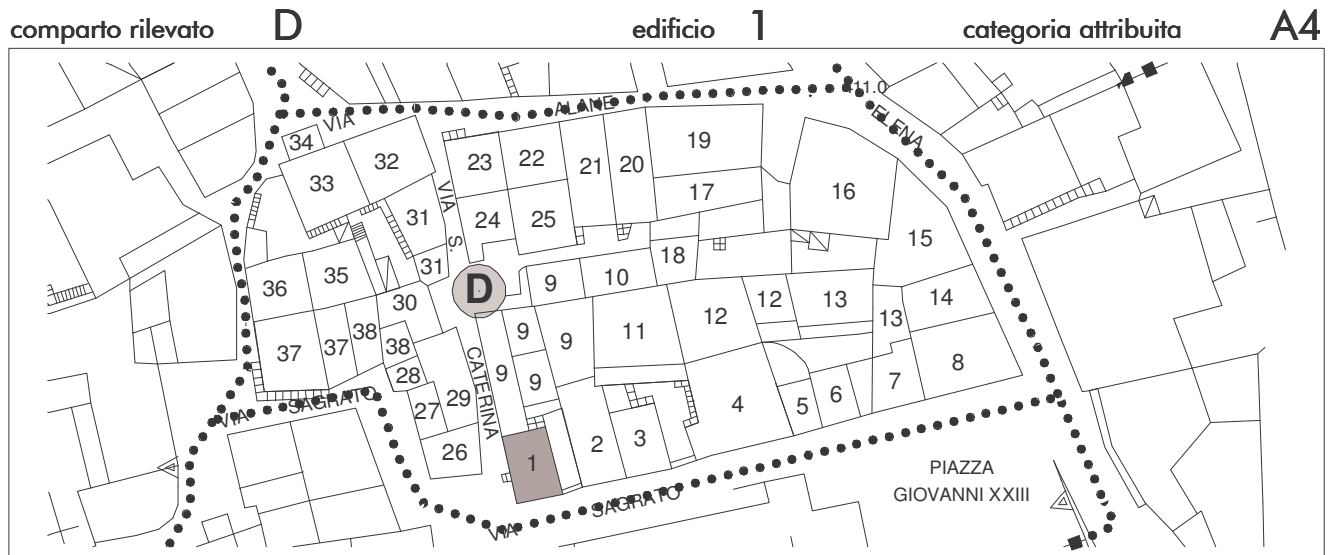 comparto rilevato D edificio 1 categoria attribuita A4
VIA ALANE 11.0
ELENA
34 32 23 22 21 20 19
33 17 16
VIA S. CATERINA
31 24 25 15
31 18
36 35 D 9 10
30 12 13 14
38 9 9 11 12 13
37 37 38 8
28 9 9 7
29 6
27 4 5
VIA SAGRATO
26 1 2 3
PIAZZA
GIOVANNI XXIII
VIA SAGRATO